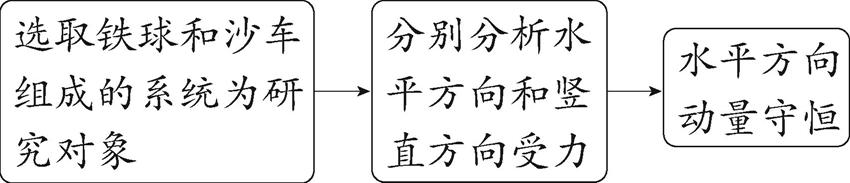 选取铁球和沙车
组成的系统为研
究对象
分别分析水
平方向和竖
直方向受力
水平方向
动量守恒